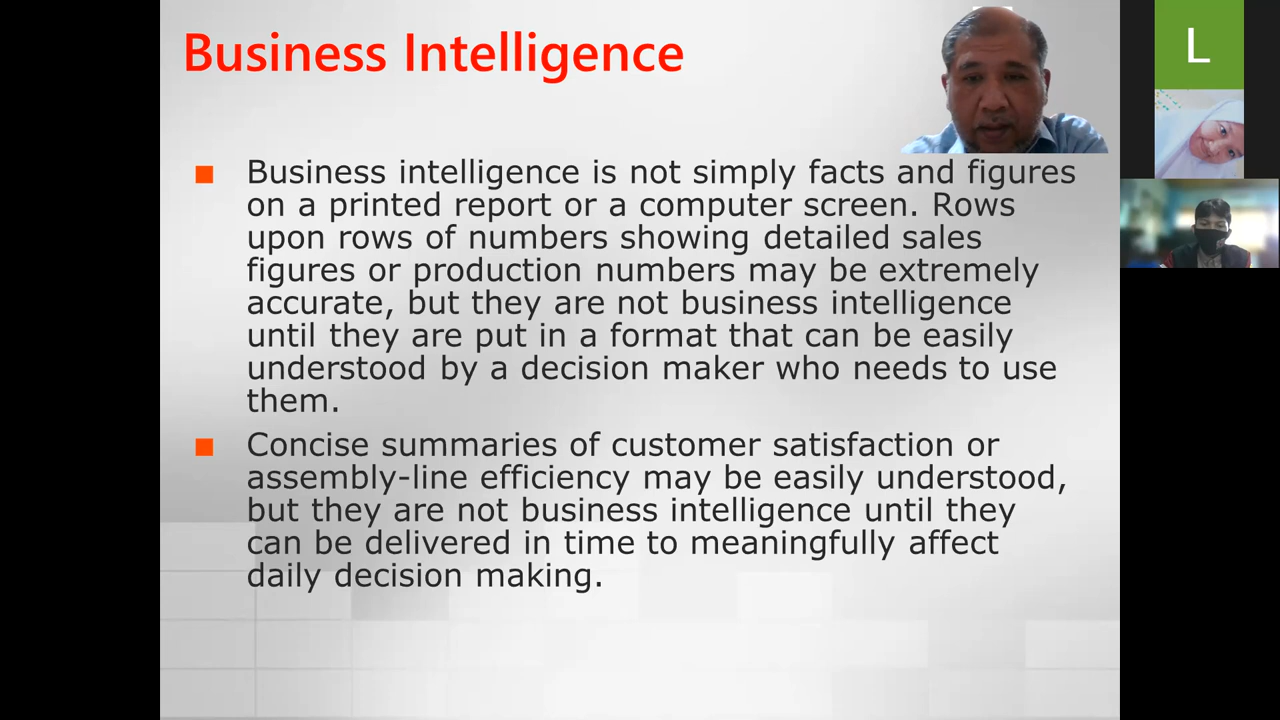 Business Intelligence
L
Business intelligence is not simply facts and figures
on a printed report or a computer screen. Rows
upon rows of numbers showing detailed sales
figures or production numbers may be extremely
accurate, but they are not business intelligence
until they are put in a format that can be easily
understood by a decision maker who needs to use
them.
Concise summaries of customer satisfaction or
assembly-line efficiency may be easily understood,
but they are not business intelligence until they
can be delivered in time to meaningfully affect
daily decision making.